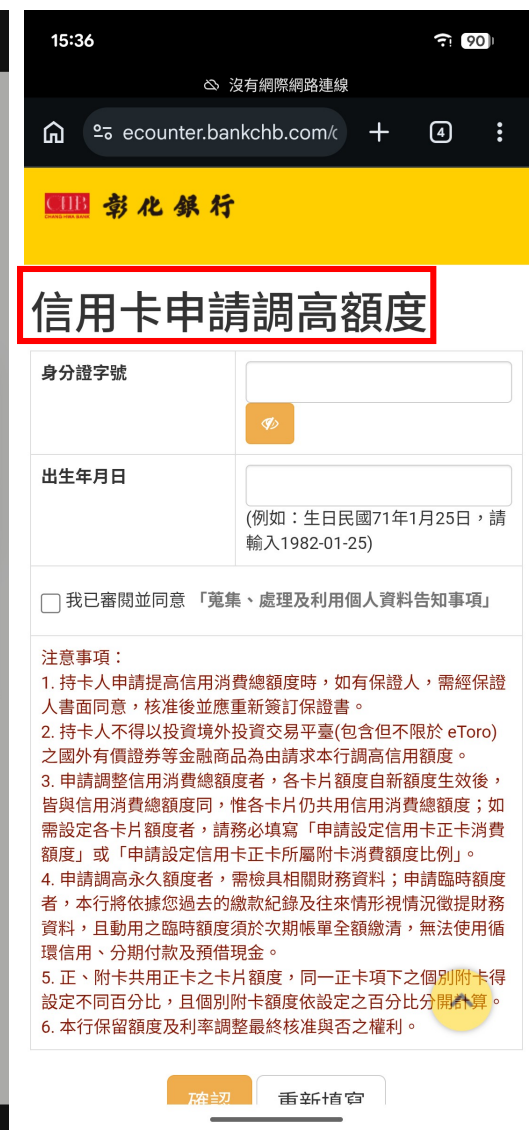 15:36
90
沒有網際網路連線
ecounter.bankchb.com/c
4
CHB
CHANG HWA BANK
彰化銀行
信用卡申請調高額度
身分證字號
出生年月日
(例如：生日民國71年1月25日，請
輸入1982-01-25)
我已審閱並同意 「蒐集、處理及利用個人資料告知事項」
注意事項：
1. 持卡人申請提高信用消費總額度時，如有保證人，需經保證
人書面同意，核准後並應重新簽訂保證書。
2. 持卡人不得以投資境外投資交易平臺(包含但不限於 eToro)
之國外有價證券等金融商品為由請求本行調高信用額度。
3. 申請調整信用消費總額度者，各卡片額度自新額度生效後，
皆與信用消費總額度同，惟各卡片仍共用信用消費總額度；如
需設定各卡片額度者，請務必填寫「申請設定信用卡正卡消費
額度」或「申請設定信用卡正卡所屬附卡消費額度比例」。
4. 申請調高永久額度者，需檢具相關財務資料；申請臨時額度
者，本行將依據您過去的繳款紀錄及往來情形視情況徵提財務
資料，且動用之臨時額度須於次期帳單全額繳清，無法使用循
環信用、分期付款及預借現金。
5. 正、附卡共用正卡之卡片額度，同一正卡項下之個別附卡得
設定不同百分比，且個別附卡額度依設定之百分比分開計算。
6. 本行保留額度及利率調整最終核准與否之權利。
確認
重新填寫